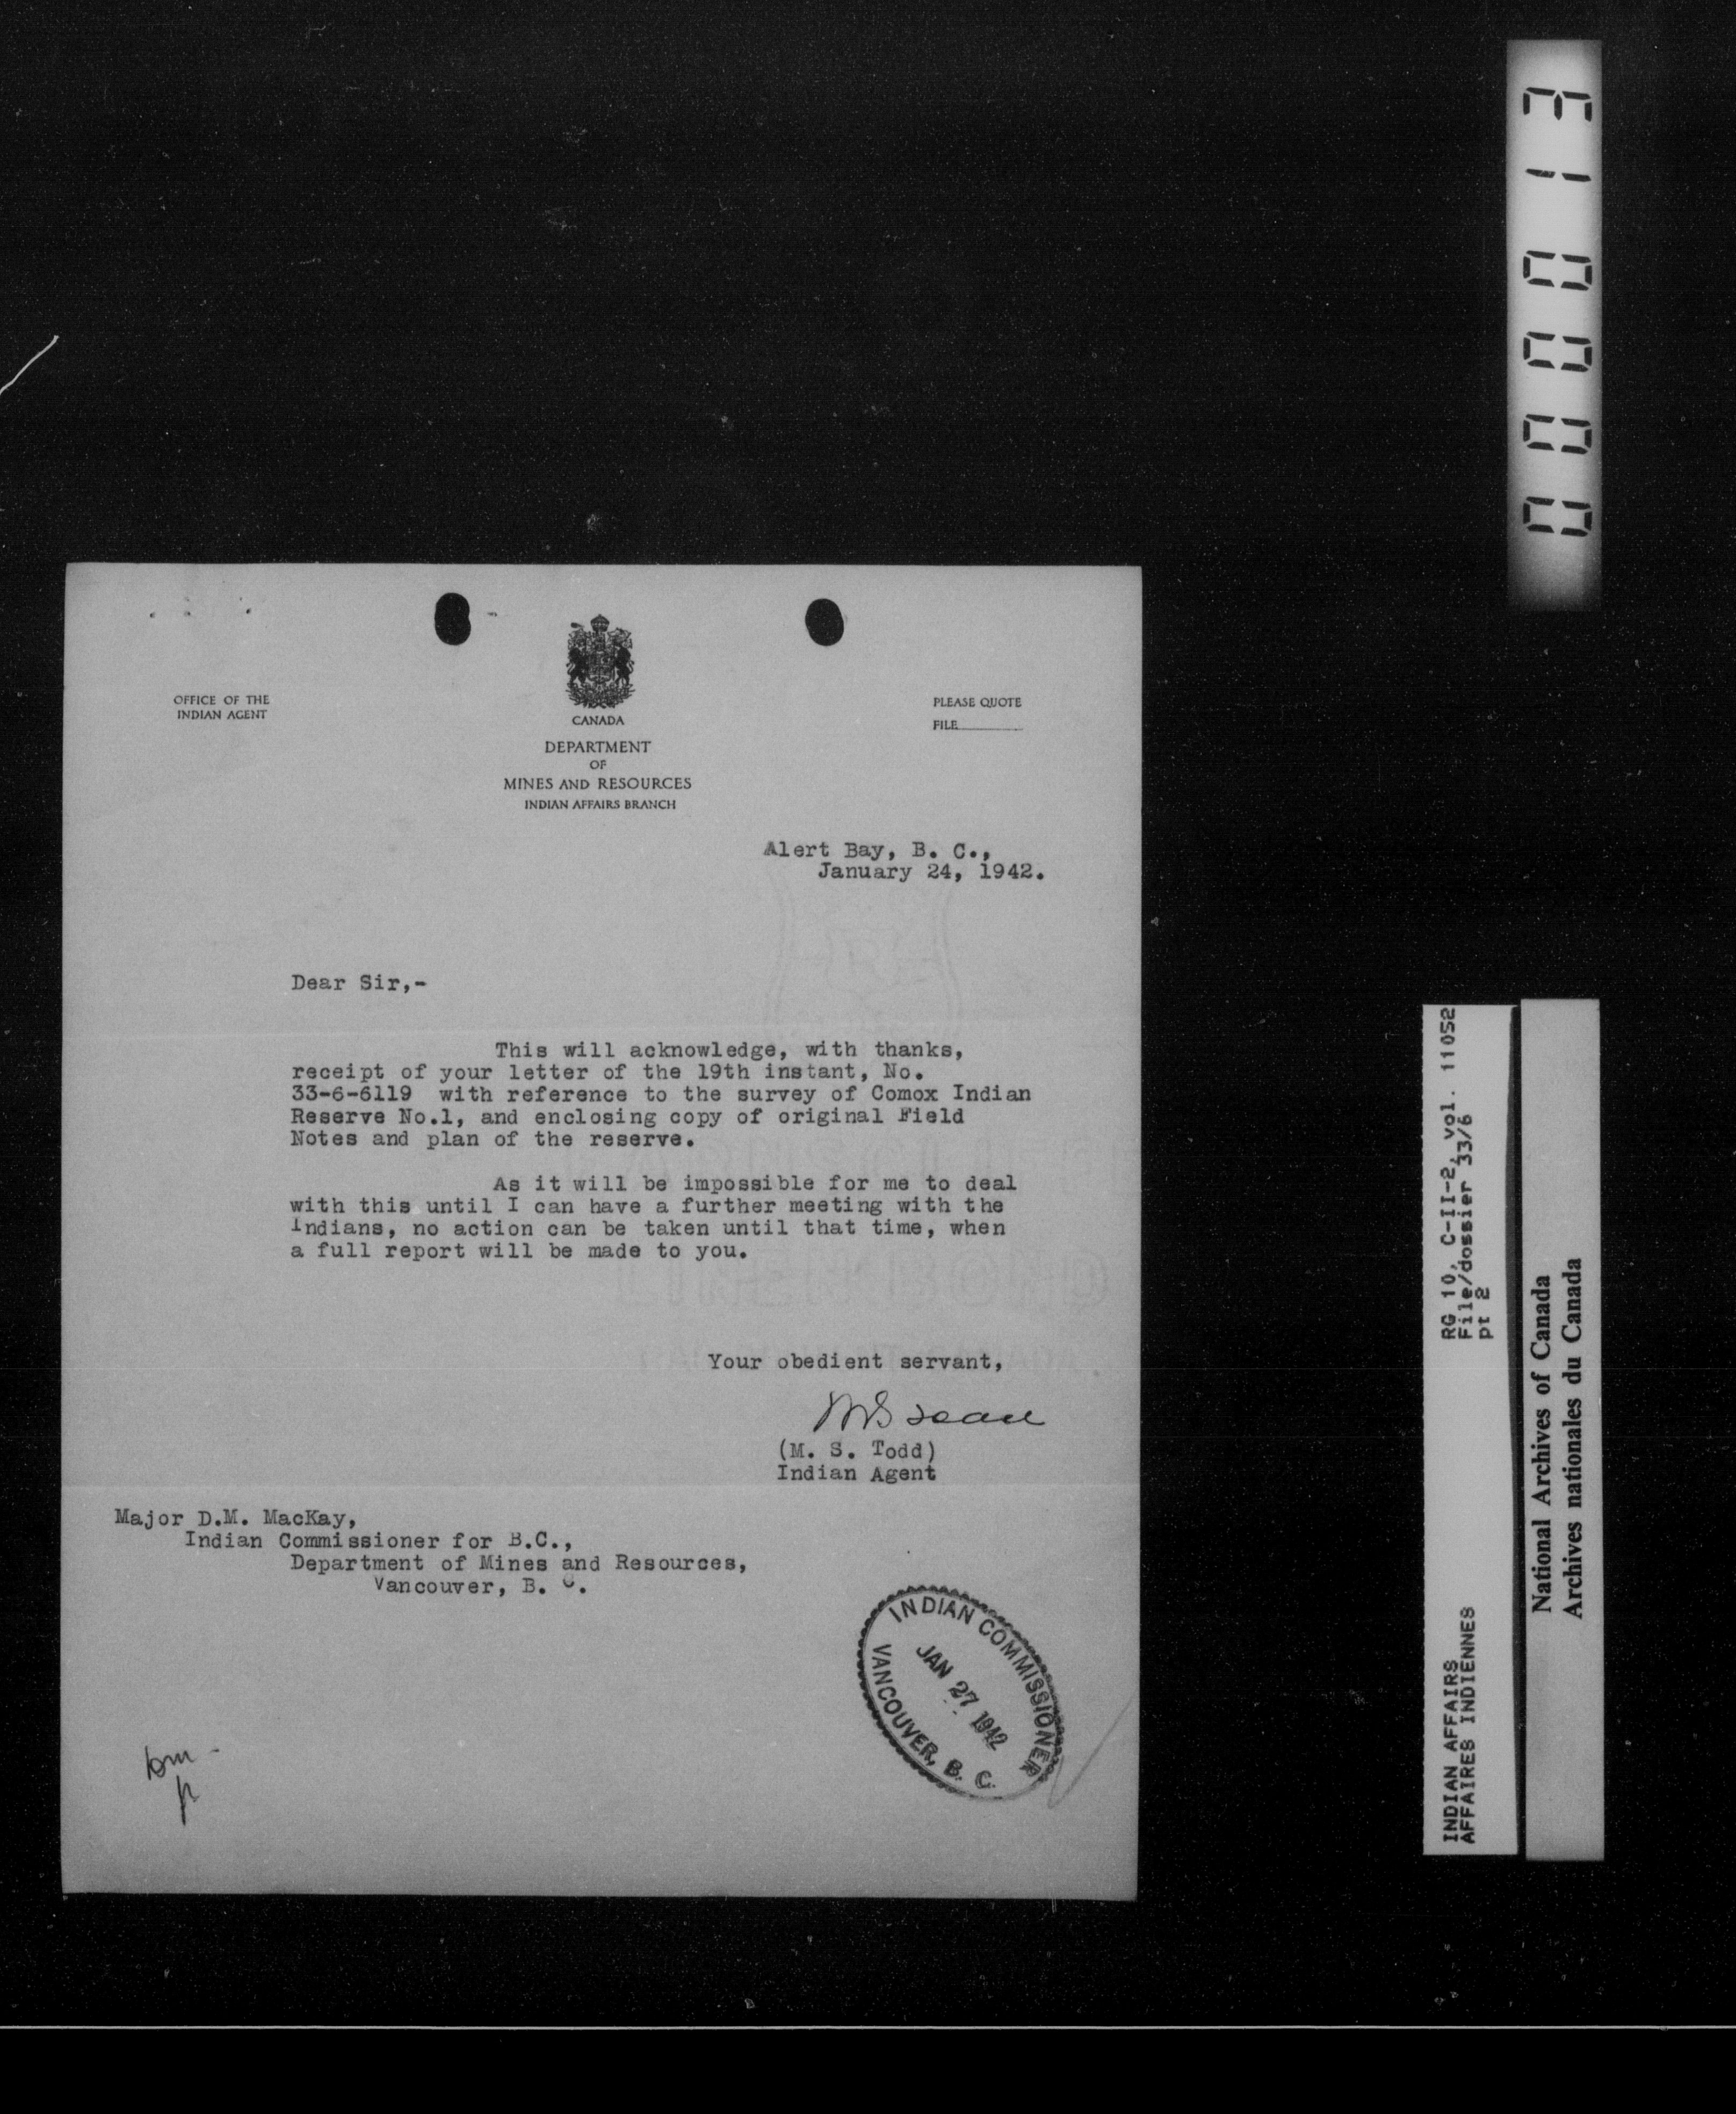 OFFICE OF THE
INDIAN AGENT
CANADA
DEPARTMENT
OF
MINES AND RESOURCES
INDIAN AFFAIRS BRANCH
PLEASE QUOTE
FILE
Alert Bay, B. C.,
January 24, 1942.
Dear Sir,-
This will acknowledge, with thanks,
receipt of your letter of the 19th instant, No.
33-6-6119 with reference to the survey of Comox Indian
Reserve No.1, and enclosing copy of original Field
Notes and plan of the reserve.
As it will be impossible for me to deal
with this until I can have a further meeting with the
Indians, no action can be taken until that time, when
a full report will be made to you.
Your obedient servant,
(M. S. Todd)
Indian Agent
Major D.M. MacKay,
Indian Commissioner for B.C.,
Department of Mines and Resources,
Vancouver, B. C.
INDIAN COMMISSIONER
JAN 27 1942
VANCOUVER, B. C.
INDIAN AFFAIRS RG 10, C-II-2, vol. 11052
AFFAIRES INDIENNES File/dossier 33/6
pt 2
National Archives of Canada
Archives nationales du Canada